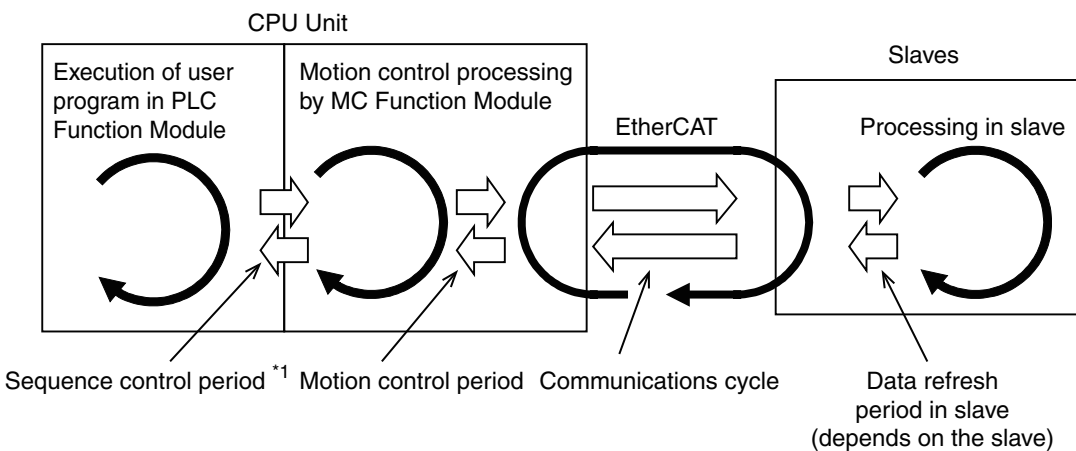 CPU Unit
Execution of user
program in PLC
Function Module
Motion control processing
by MC Function Module
EtherCAT
Slaves
Processing in slave
Sequence control period *1
Motion control period
Communications cycle
Data refresh
period in slave
(depends on the slave)